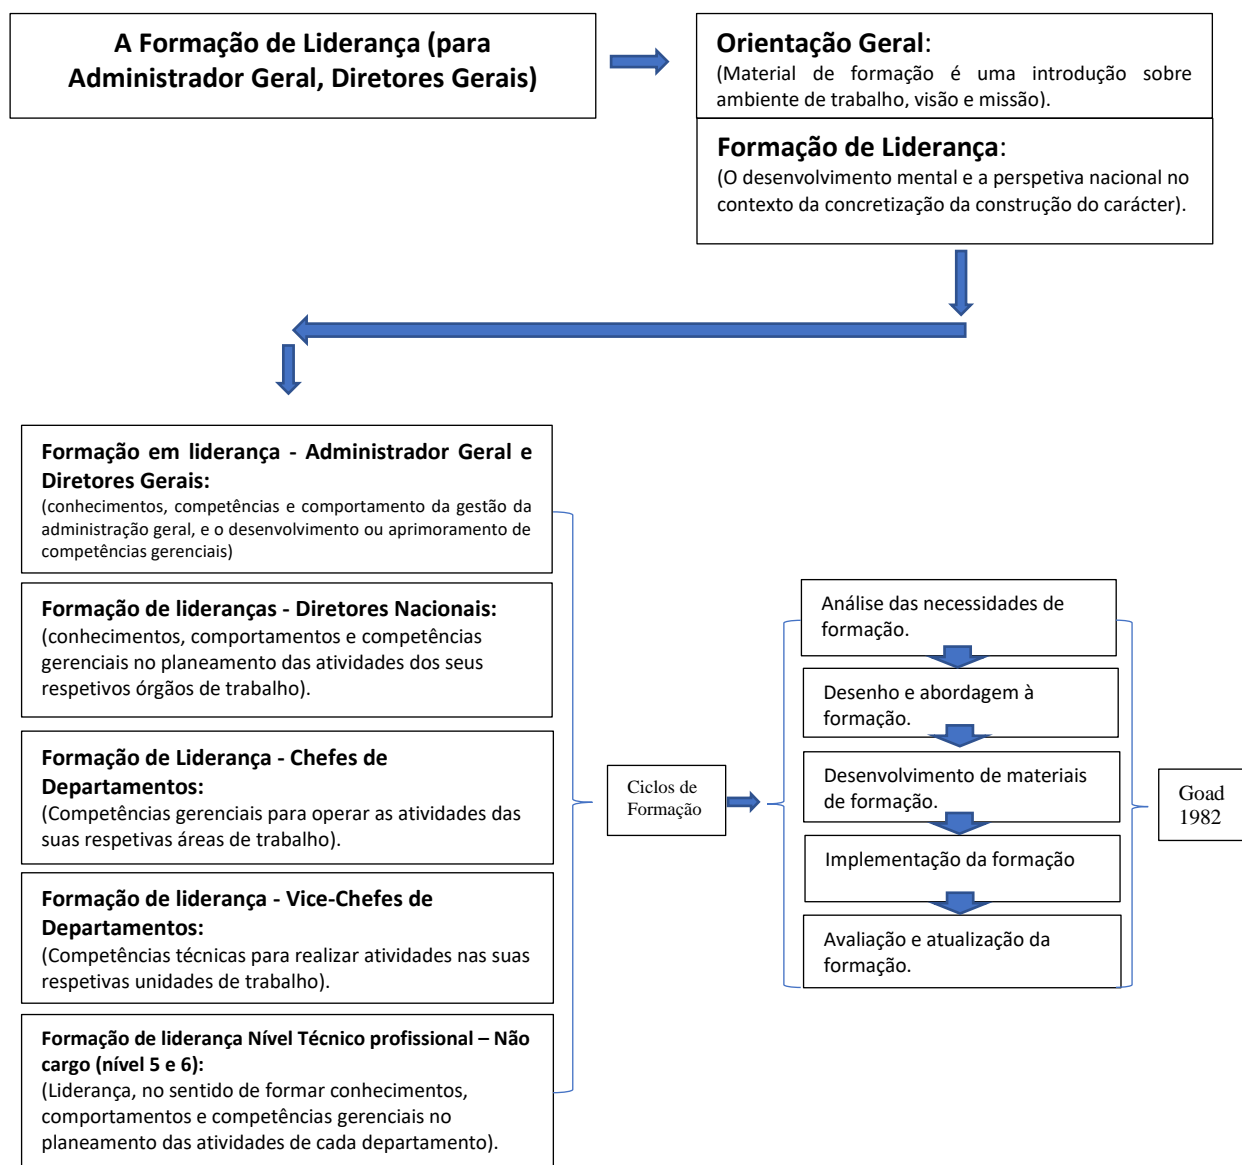 A Formação de Liderança (para
Administrador Geral, Diretores Gerais)
Orientação Geral:
(Material de formação é uma introdução sobre
ambiente de trabalho, visão e missão).
Formação de Liderança:
(O desenvolvimento mental e a perspetiva nacional no
contexto da concretização da construção do carácter).
Formação em liderança - Administrador Geral e
Diretores Gerais:
(conhecimentos, competências e comportamento da gestão da
administração geral, e o desenvolvimento ou aprimoramento de
competências gerenciais)
Formação de lideranças - Diretores Nacionais:
(conhecimentos, comportamentos e competências
gerenciais no planeamento das atividades dos seus
respetivos órgãos de trabalho).
Formação de Liderança - Chefes de
Departamentos:
(Competências gerenciais para operar as atividades das
suas respetivas áreas de trabalho).
Formação de liderança - Vice-Chefes de
Departamentos:
(Competências técnicas para realizar atividades nas suas
respetivas unidades de trabalho).
Formação de liderança Nível Técnico profissional – Não
cargo (nível 5 e 6):
(Liderança, no sentido de formar conhecimentos,
comportamentos e competências gerenciais no
planeamento das atividades de cada departamento).
Ciclos de
Formação
Análise das necessidades de
formação.
Desenho e abordagem à
formação.
Desenvolvimento de materiais
de formação.
Implementação da formação
Avaliação e atualização da
formação.
Goad
1982